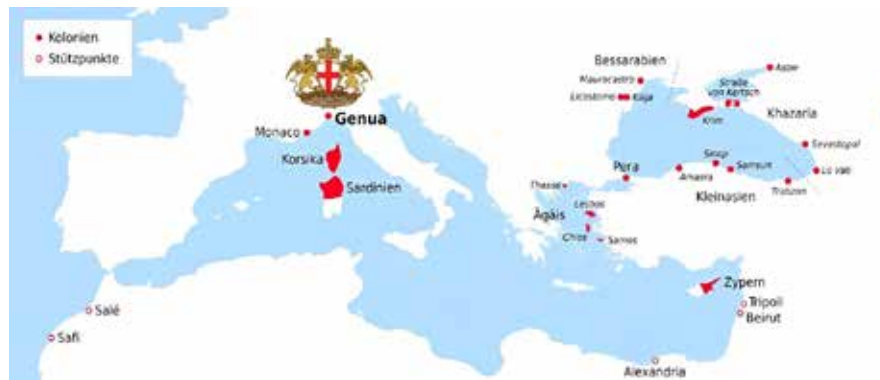 Kolonien
Stützpunkte
Genua
Monaco
Korsika
Sardinien
Bessarabien
Maurocastro
Licostomo
Kilija
Straße
von Kertsch
Asow
Krim
Khazaria
Sevastopol
Lo Vati
Pera
Amasra
Sinop
Samsun
Trabzon
Kleinasien
Thasos
Ägäis
Lesbos
Chios
Samos
Zypern
Tripoli
Beirut
Alexandria
Salé
Safi